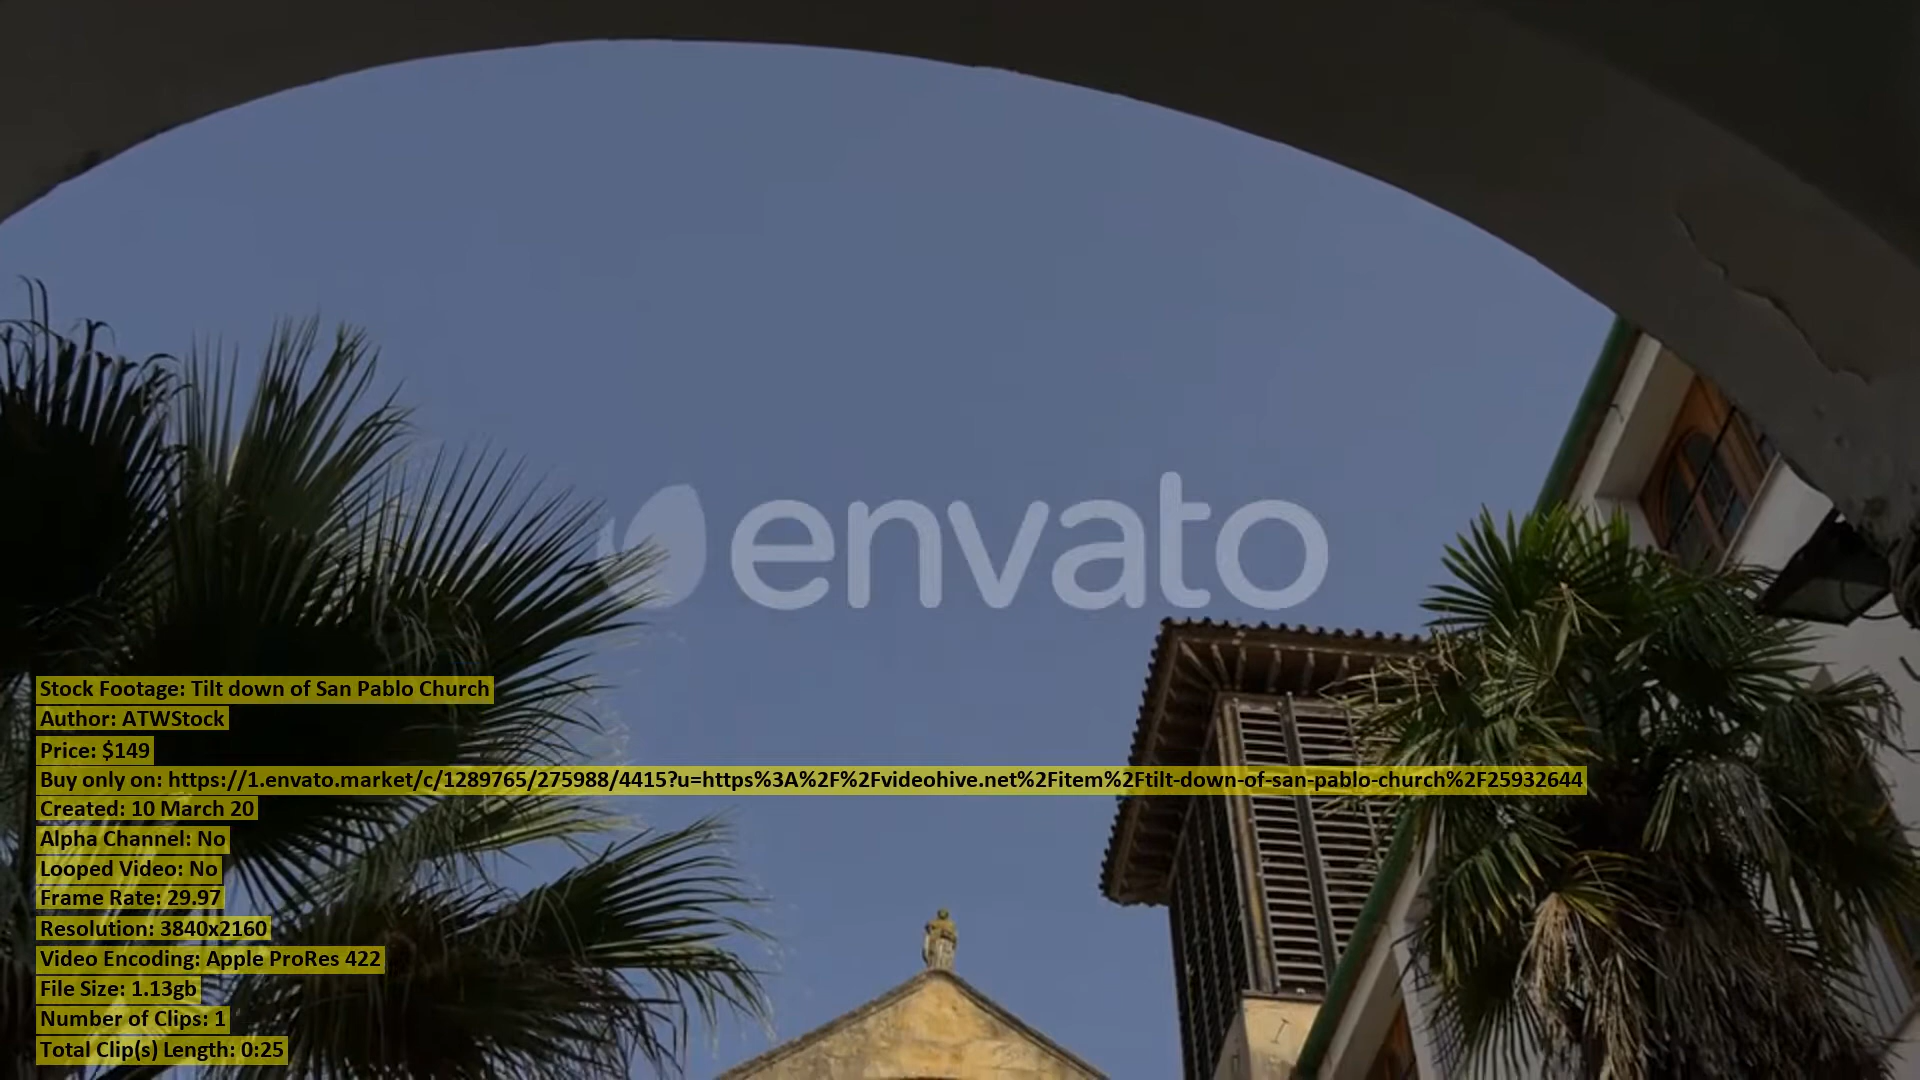 envato
Stock Footage: Tilt down of San Pablo Church
Author: ATWStock
Price: $149
Buy only on: https://1.envato.market/c/1289765/275988/4415?u=https%3A%2F%2Fvideohive.net%2Fitem%2Ftilt-down-of-san-pablo-church%2F25932644
Created: 10 March 20
Alpha Channel: No
Looped Video: No
Frame Rate: 29.97
Resolution: 3840x2160
Video Encoding: Apple ProRes 422
File Size: 1.13gb
Number of Clips: 1
Total Clip(s) Length: 0:25